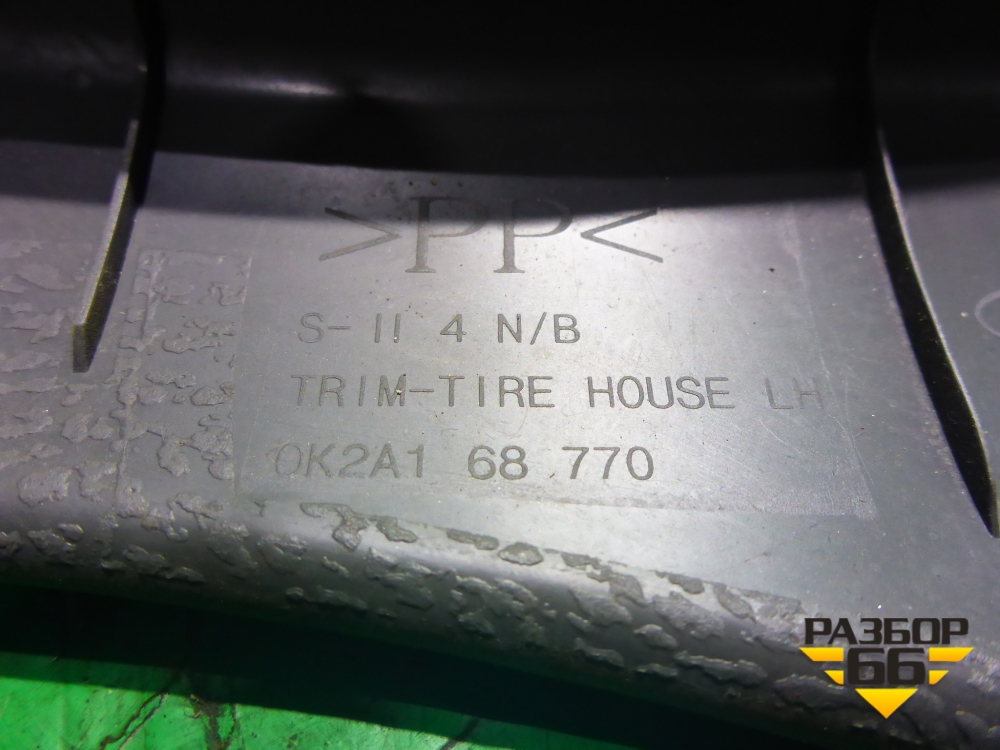 >PP<
S-II 4 N/B
TRIM-TIRE HOUSE LH
0K2A1 68 770
РАЗБОР
66